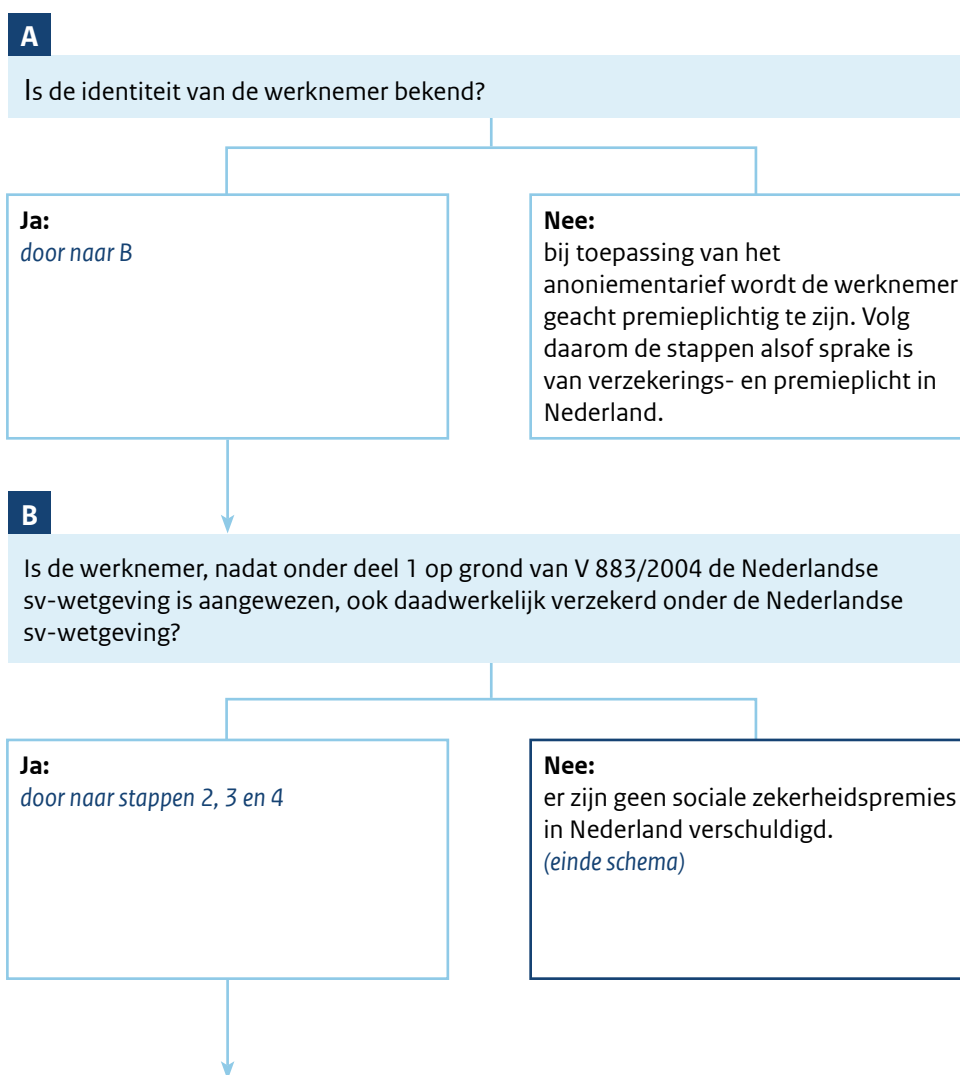 A
Is de identiteit van de werknemer bekend?
Ja:
door naar B
Nee:
bij toepassing van het
anoniementarief wordt de werknemer
geacht premieplichtig te zijn. Volg
daarom de stappen alsof sprake is
van verzekerings- en premieplicht in
Nederland.
B
Is de werknemer, nadat onder deel 1 op grond van V 883/2004 de Nederlandse
sv-wetgeving is aangewezen, ook daadwerkelijk verzekerd onder de Nederlandse
sv-wetgeving?
Ja:
door naar stappen 2, 3 en 4
Nee:
er zijn geen sociale zekerheidspremies
in Nederland verschuldigd.
(einde schema)